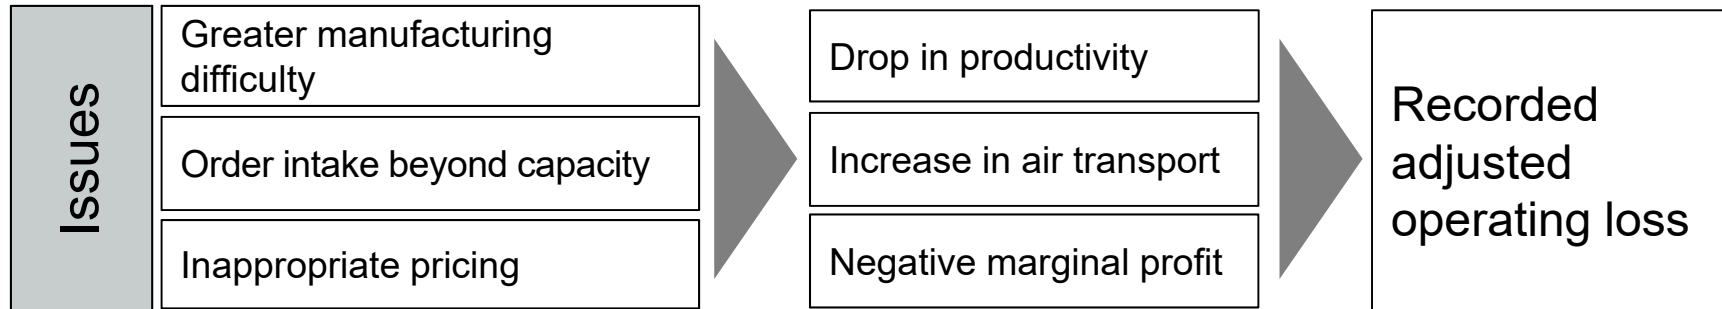 Issues
Greater manufacturing
difficulty
Order intake beyond capacity
Inappropriate pricing
Drop in productivity
Increase in air transport
Negative marginal profit
Recorded
adjusted
operating loss